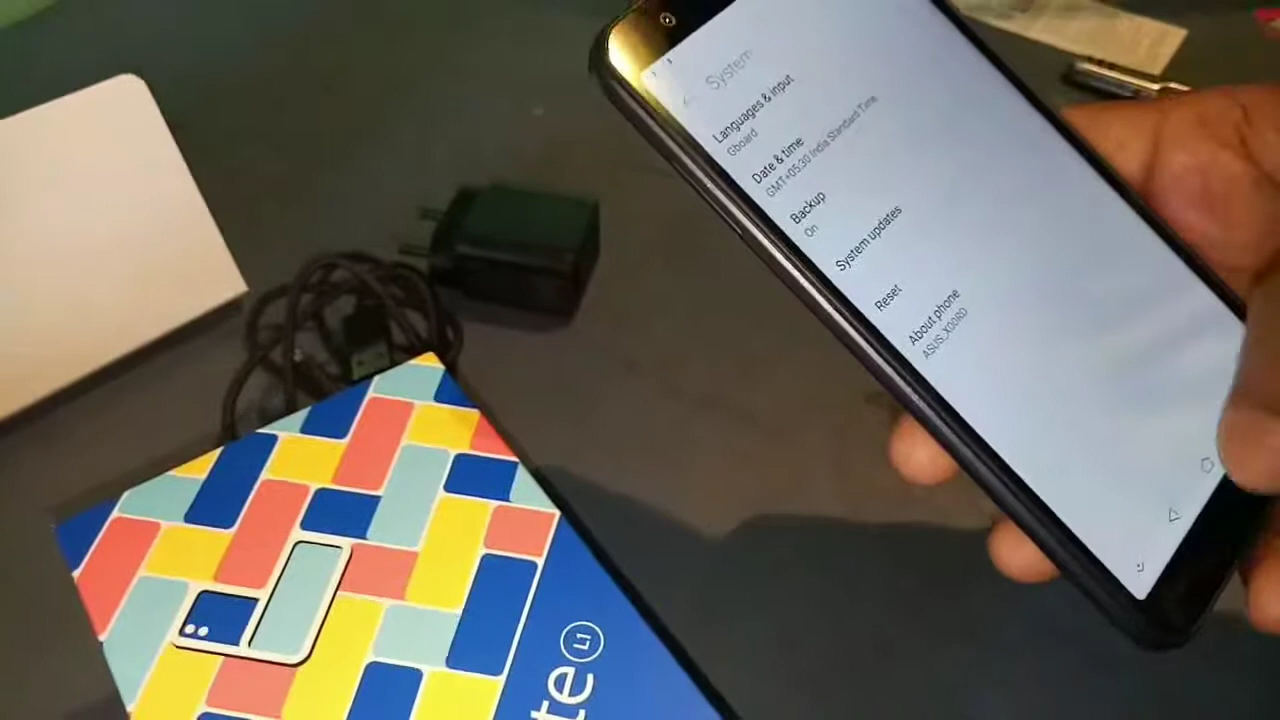 System
Languages & input
Gboard
Date & time
GMT+05:30 India Standard Time
Backup
On
System updates
Reset
About phone
ASUS_X00RD
te L1